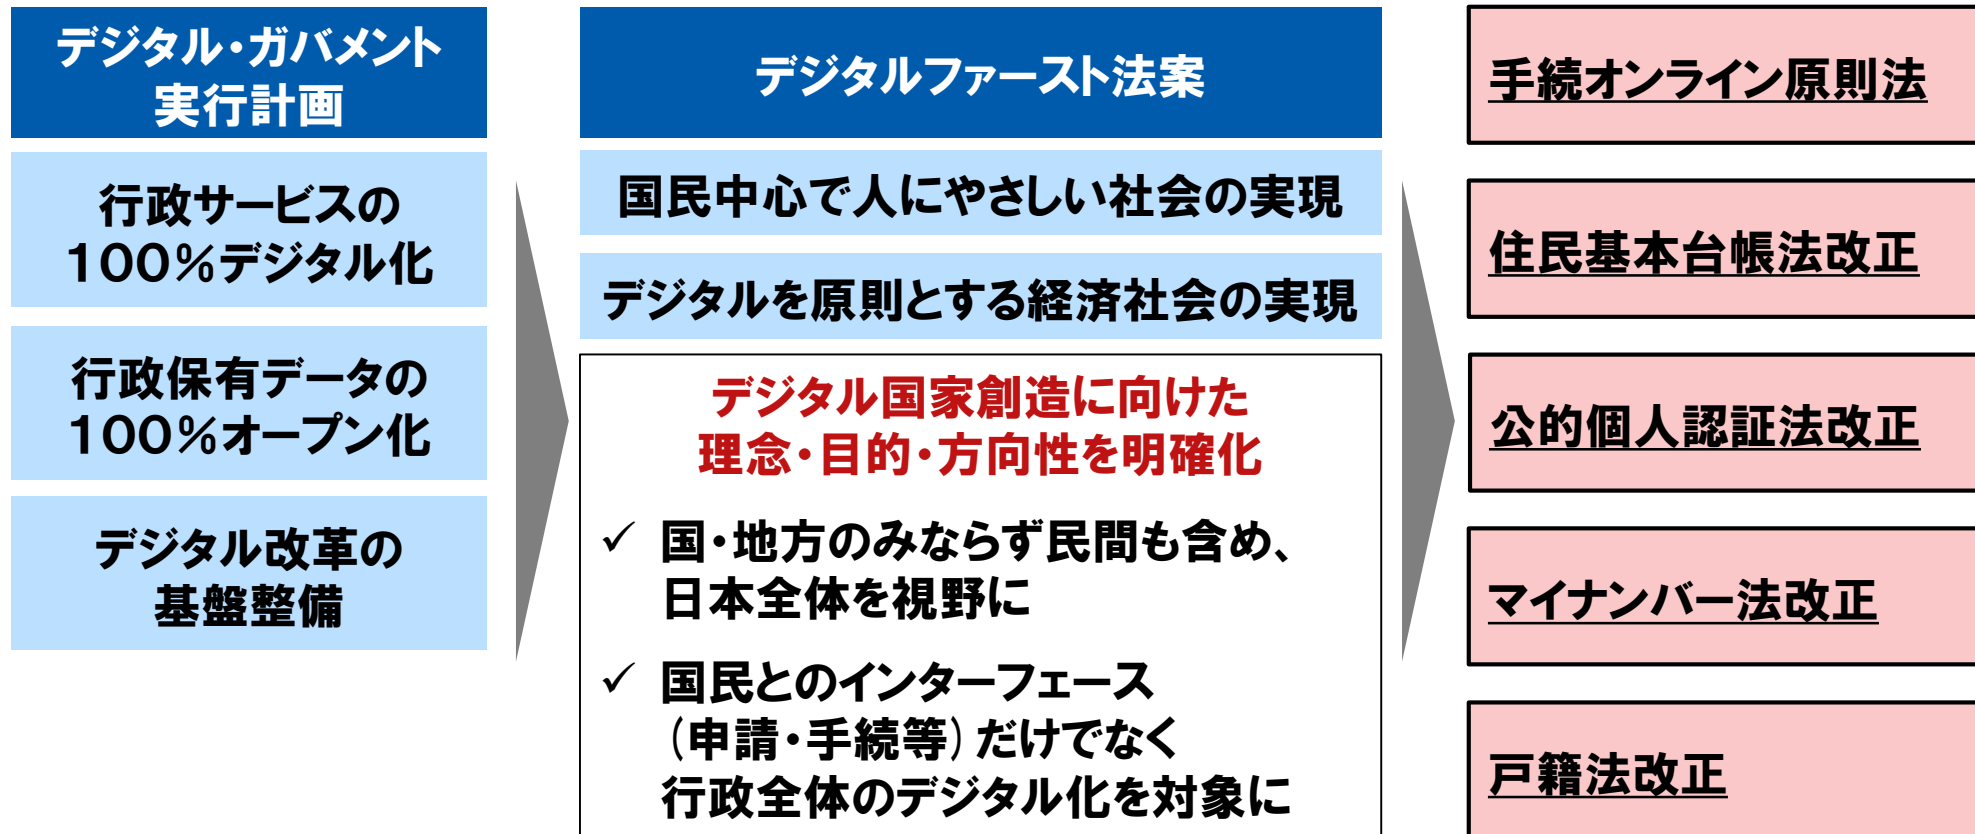 デジタル・ガバメント
実行計画
行政サービスの
100%デジタル化
行政保有データの
100%オープン化
デジタル改革の
基盤整備
デジタルファースト法案
国民中心で人にやさしい社会の実現
デジタルを原則とする経済社会の実現
デジタル国家創造に向けた
理念・目的・方向性を明確化
✓ 国・地方のみならず民間も含め、
日本全体を視野に
✓ 国民とのインターフェース
(申請・手続等)だけでなく
行政全体のデジタル化を対象に
手続オンライン原則法
住民基本台帳法改正
公的個人認証法改正
マイナンバー法改正
戸籍法改正